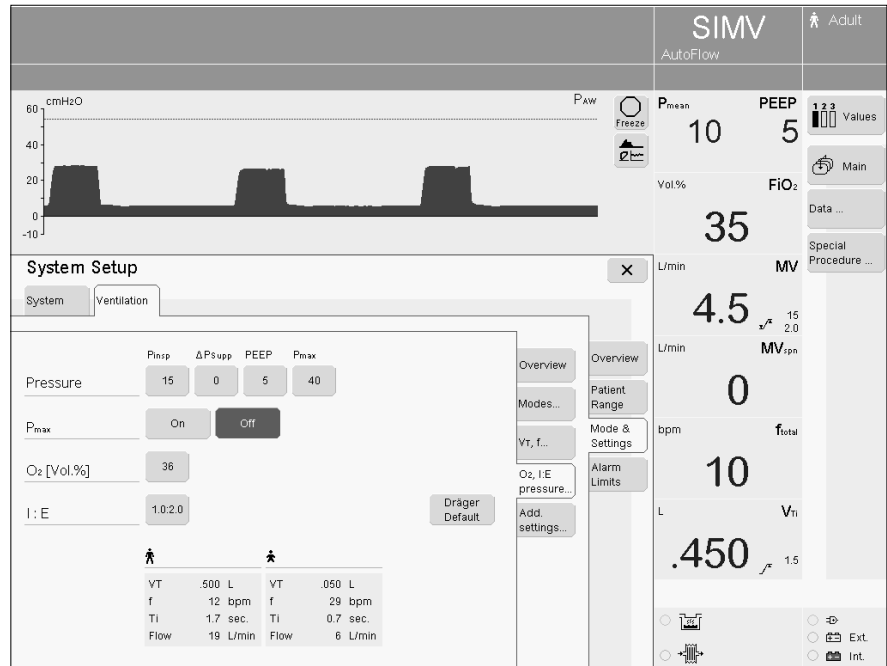 SIMV
AutoFlow
Adult
cmH2O
PAW
60
40
20
0
-10
Freeze
Pmean PEEP
10 5
Vol.% FiO2
35
L/min MV
4.5 15
2.0
L/min MVspn
0
bpm ftotal
10
L VTi
.450 1.5
1 2 3
Values
Main
Data ...
Special
Procedure ...
System Setup
System Ventilation
Pinsp ΔPsupp PEEP Pmax
Pressure 15 0 5 40
Pmax On Off
O2 [Vol.%] 36
I : E 1.0:2.0
Dräger
Default
VT .500 L VT .050 L
f 12 bpm f 29 bpm
Ti 1.7 sec. Ti 0.7 sec.
Flow 19 L/min Flow 6 L/min
Overview
Modes...
VT, f...
O2, I:E
pressure...
Add.
settings...
Overview
Patient
Range
Mode &
Settings
Alarm
Limits
Ext.
Int.